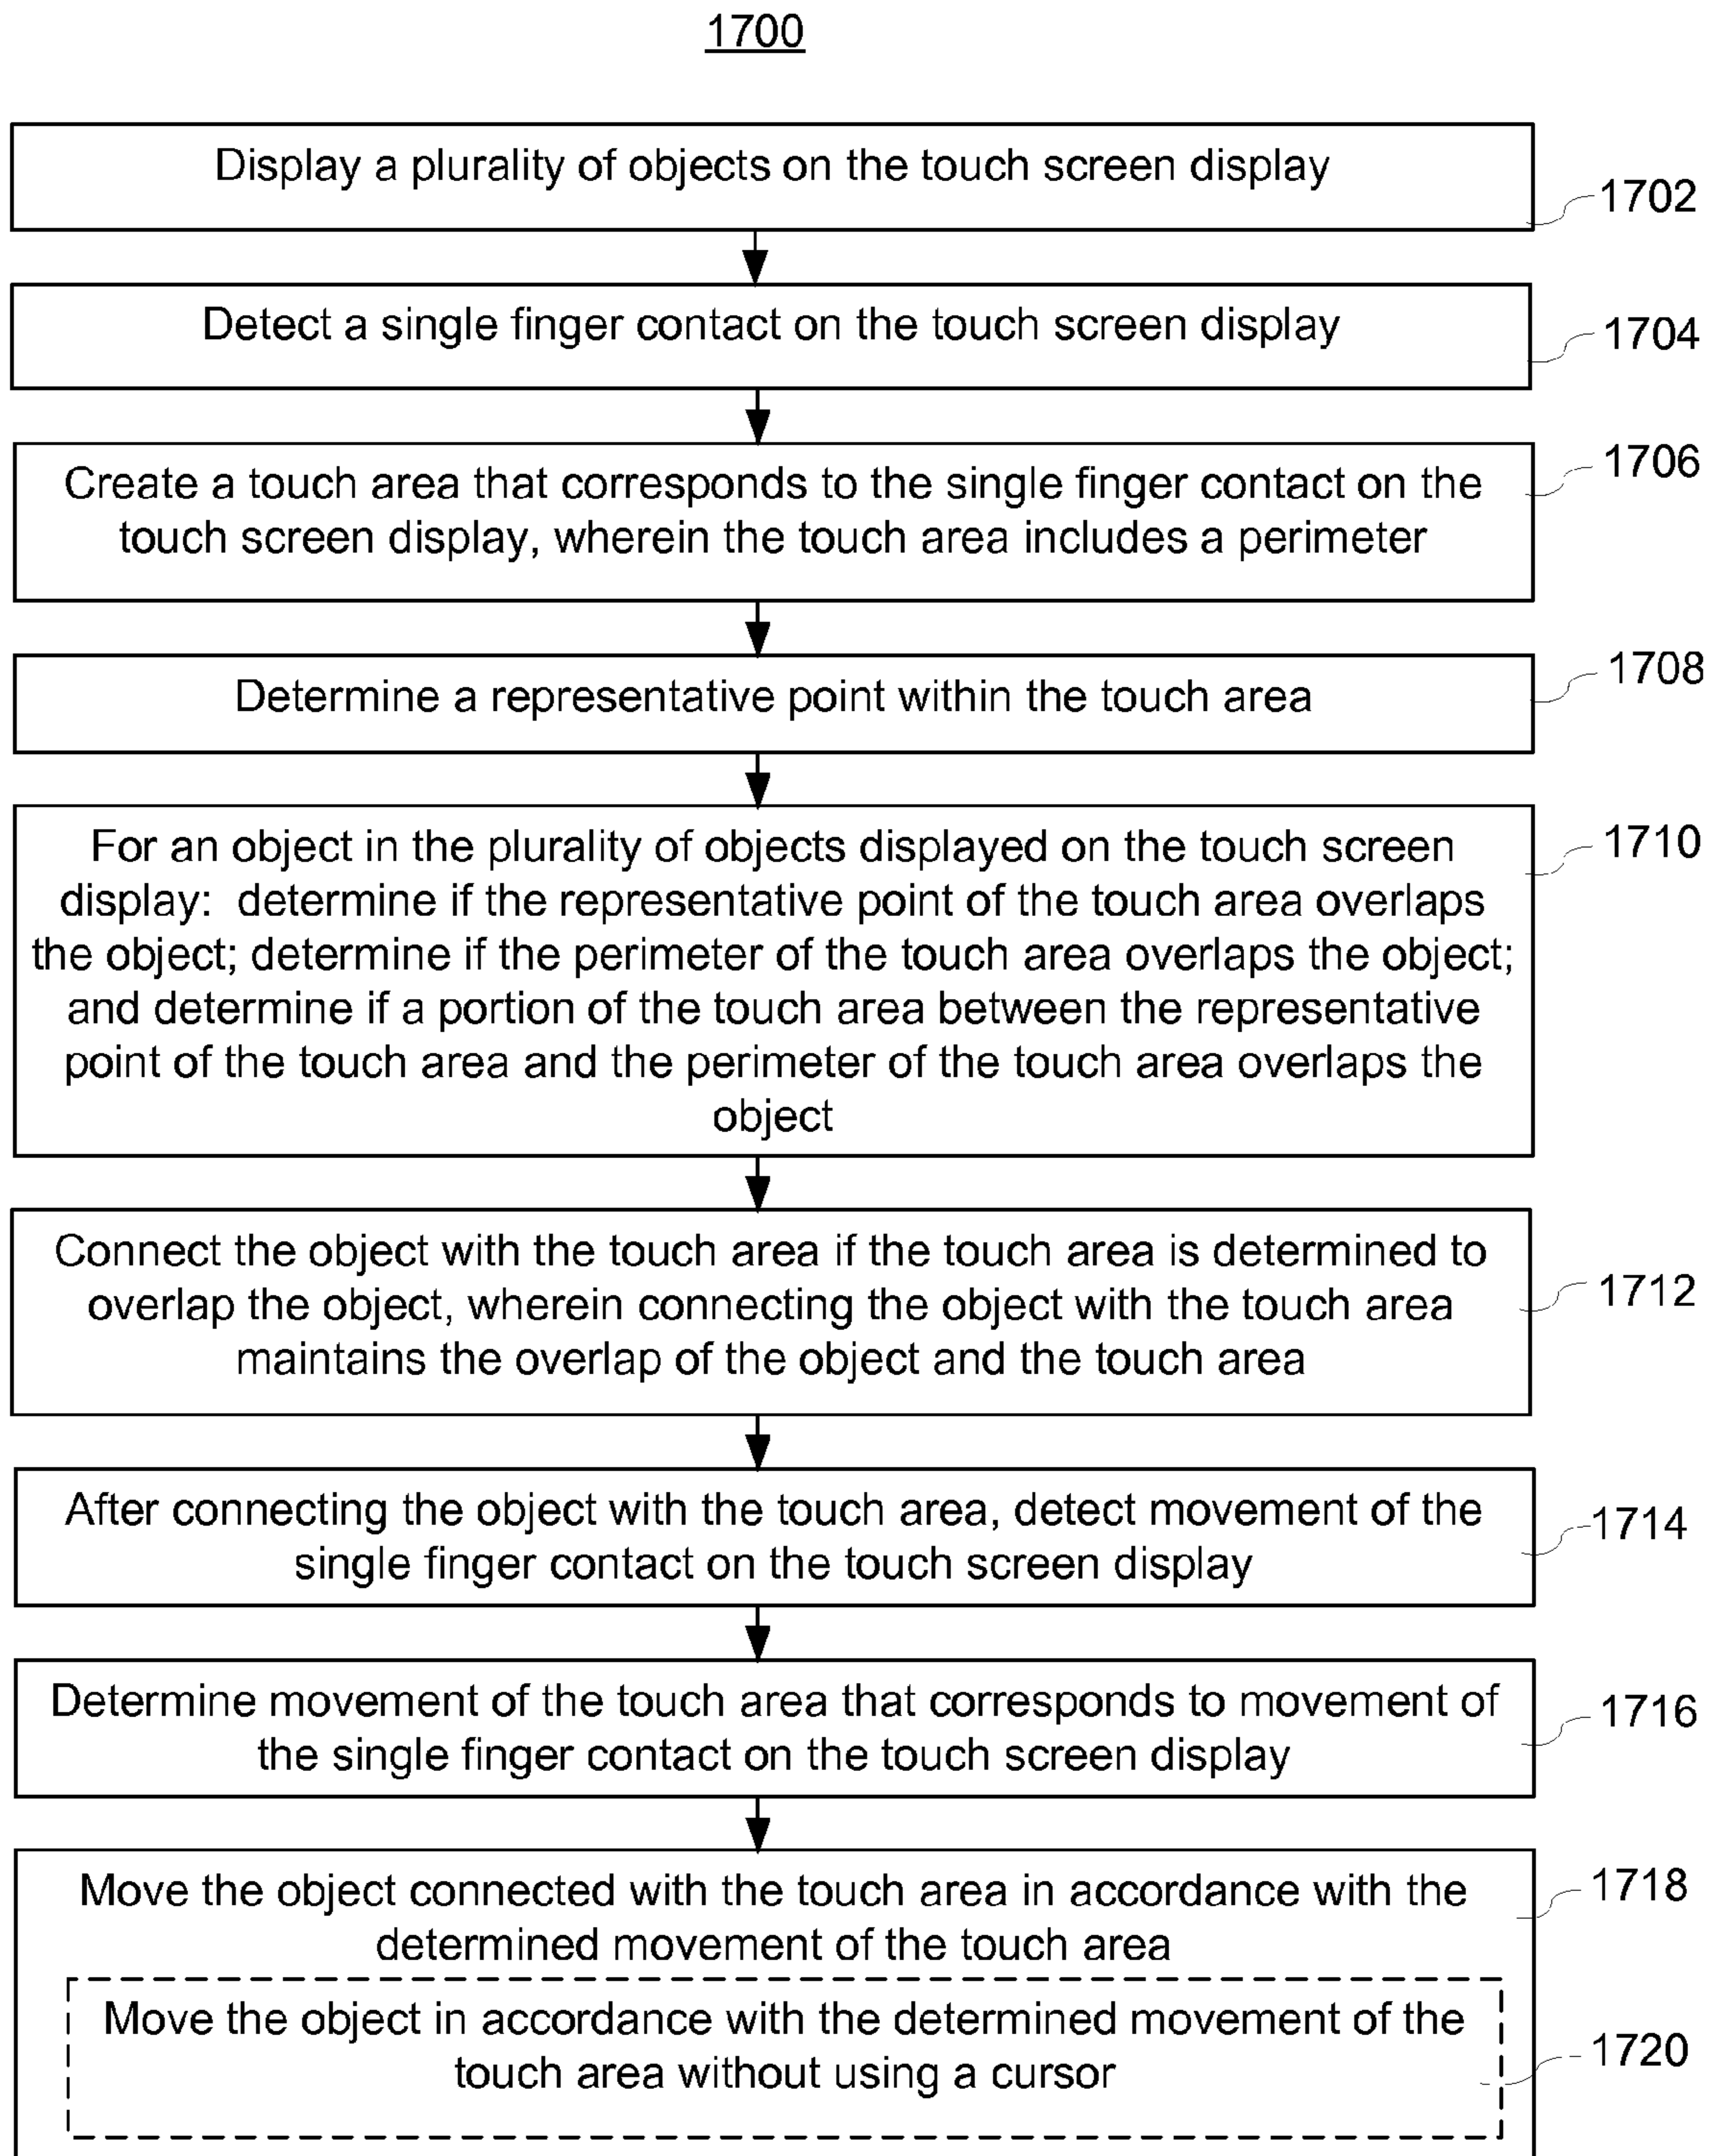 1700
Display a plurality of objects on the touch screen display
1702
Detect a single finger contact on the touch screen display
1704
Create a touch area that corresponds to the single finger contact on the
touch screen display, wherein the touch area includes a perimeter
1706
Determine a representative point within the touch area
1708
For an object in the plurality of objects displayed on the touch screen
display: determine if the representative point of the touch area overlaps
the object; determine if the perimeter of the touch area overlaps the object;
and determine if a portion of the touch area between the representative
point of the touch area and the perimeter of the touch area overlaps the
object
1710
Connect the object with the touch area if the touch area is determined to
overlap the object, wherein connecting the object with the touch area
maintains the overlap of the object and the touch area
1712
After connecting the object with the touch area, detect movement of the
single finger contact on the touch screen display
1714
Determine movement of the touch area that corresponds to movement of
the single finger contact on the touch screen display
1716
Move the object connected with the touch area in accordance with the
determined movement of the touch area
1718
Move the object in accordance with the determined movement of the
touch area without using a cursor
1720